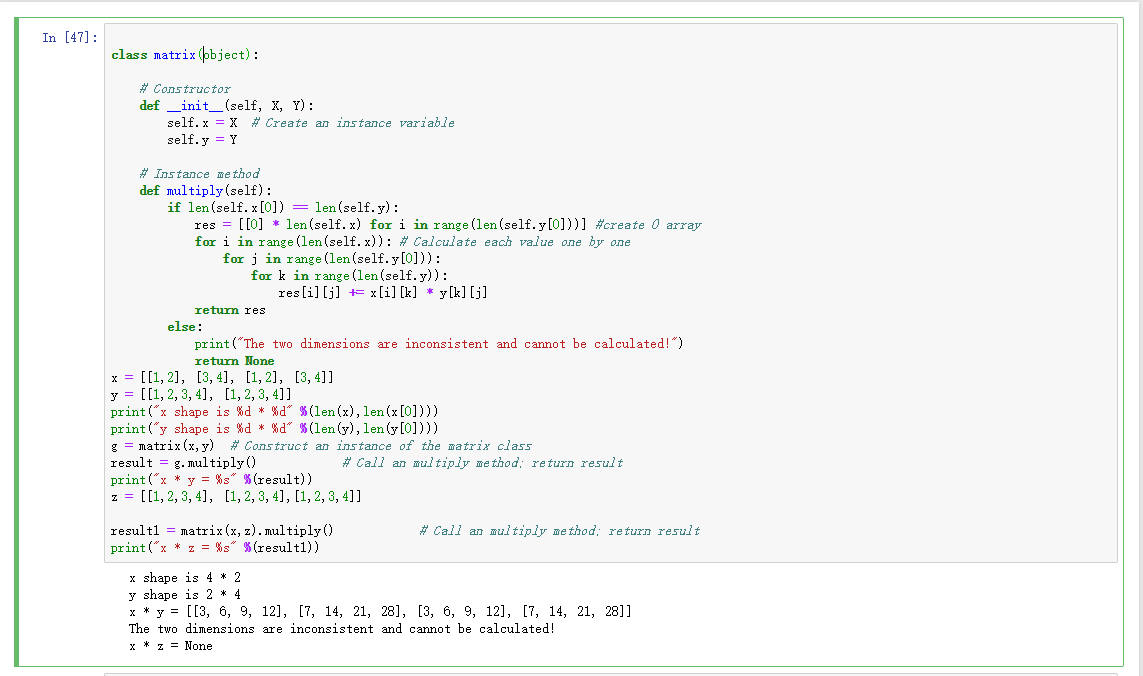 In [47]:
class matrix(object):
# Constructor
def __init__(self, X, Y):
self.x = X  # Create an instance variable
self.y = Y
# Instance method
def multiply(self):
if len(self.x[0]) == len(self.y):
res = [[0] * len(self.x) for i in range(len(self.y[0]))] #create 0 array
for i in range(len(self.x)): # Calculate each value one by one
for j in range(len(self.y[0])):
for k in range(len(self.y)):
res[i][j] += x[i][k] * y[k][j]
return res
else:
print("The two dimensions are inconsistent and cannot be calculated!")
return None
x = [[1,2], [3,4], [1,2], [3,4]]
y = [[1,2,3,4], [1,2,3,4]]
print("x shape is %d * %d" %(len(x),len(x[0])))
print("y shape is %d * %d" %(len(y),len(y[0])))
g = matrix(x,y)  # Construct an instance of the matrix class
result = g.multiply()            # Call an multiply method; return result
print("x * y = %s" %(result))
z = [[1,2,3,4], [1,2,3,4],[1,2,3,4]]
result1 = matrix(x,z).multiply()            # Call an multiply method; return result
print("x * z = %s" %(result1))
x shape is 4 * 2
y shape is 2 * 4
x * y = [[3, 6, 9, 12], [7, 14, 21, 28], [3, 6, 9, 12], [7, 14, 21, 28]]
The two dimensions are inconsistent and cannot be calculated!
x * z = None